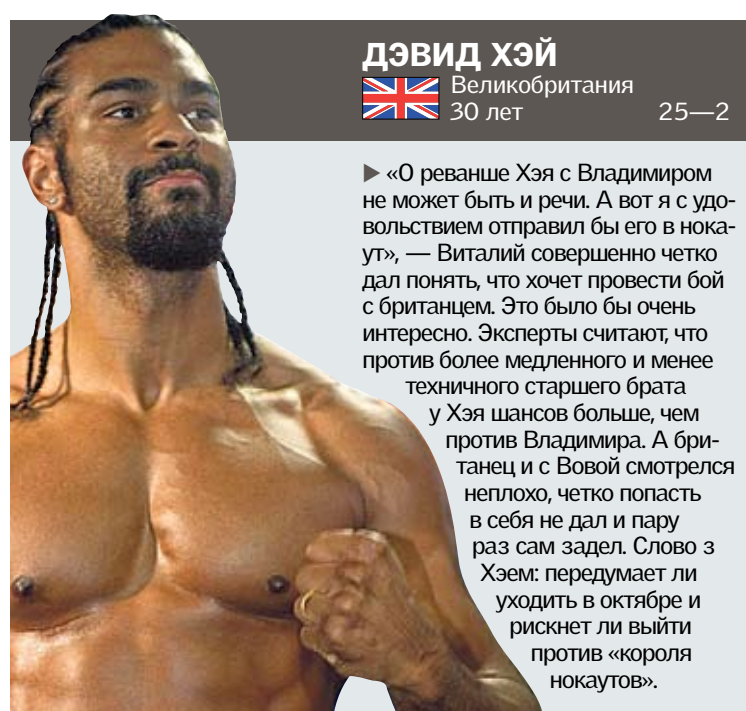 ДЭВИД ХЭЙ
Великобритания
30 лет 25—2
▶ «О реванше Хэя с Владимиром
не может быть и речи. А вот я с удо-
вольствием отправил бы его в нока-
ут», — Виталий совершенно четко
дал понять, что хочет провести бой
с британцем. Это было бы очень
интересно. Эксперты считают, что
против более медленного и менее
техничного старшего брата
у Хэя шансов больше, чем
против Владимира. А бри-
танец и с Вовой смотрелся
неплохо, четко попасть
в себя не дал и пару
раз сам задел. Слово з
Хэем: передумает ли
уходить в октябре и
рискнет ли выйти
против «короля
нокаутов».